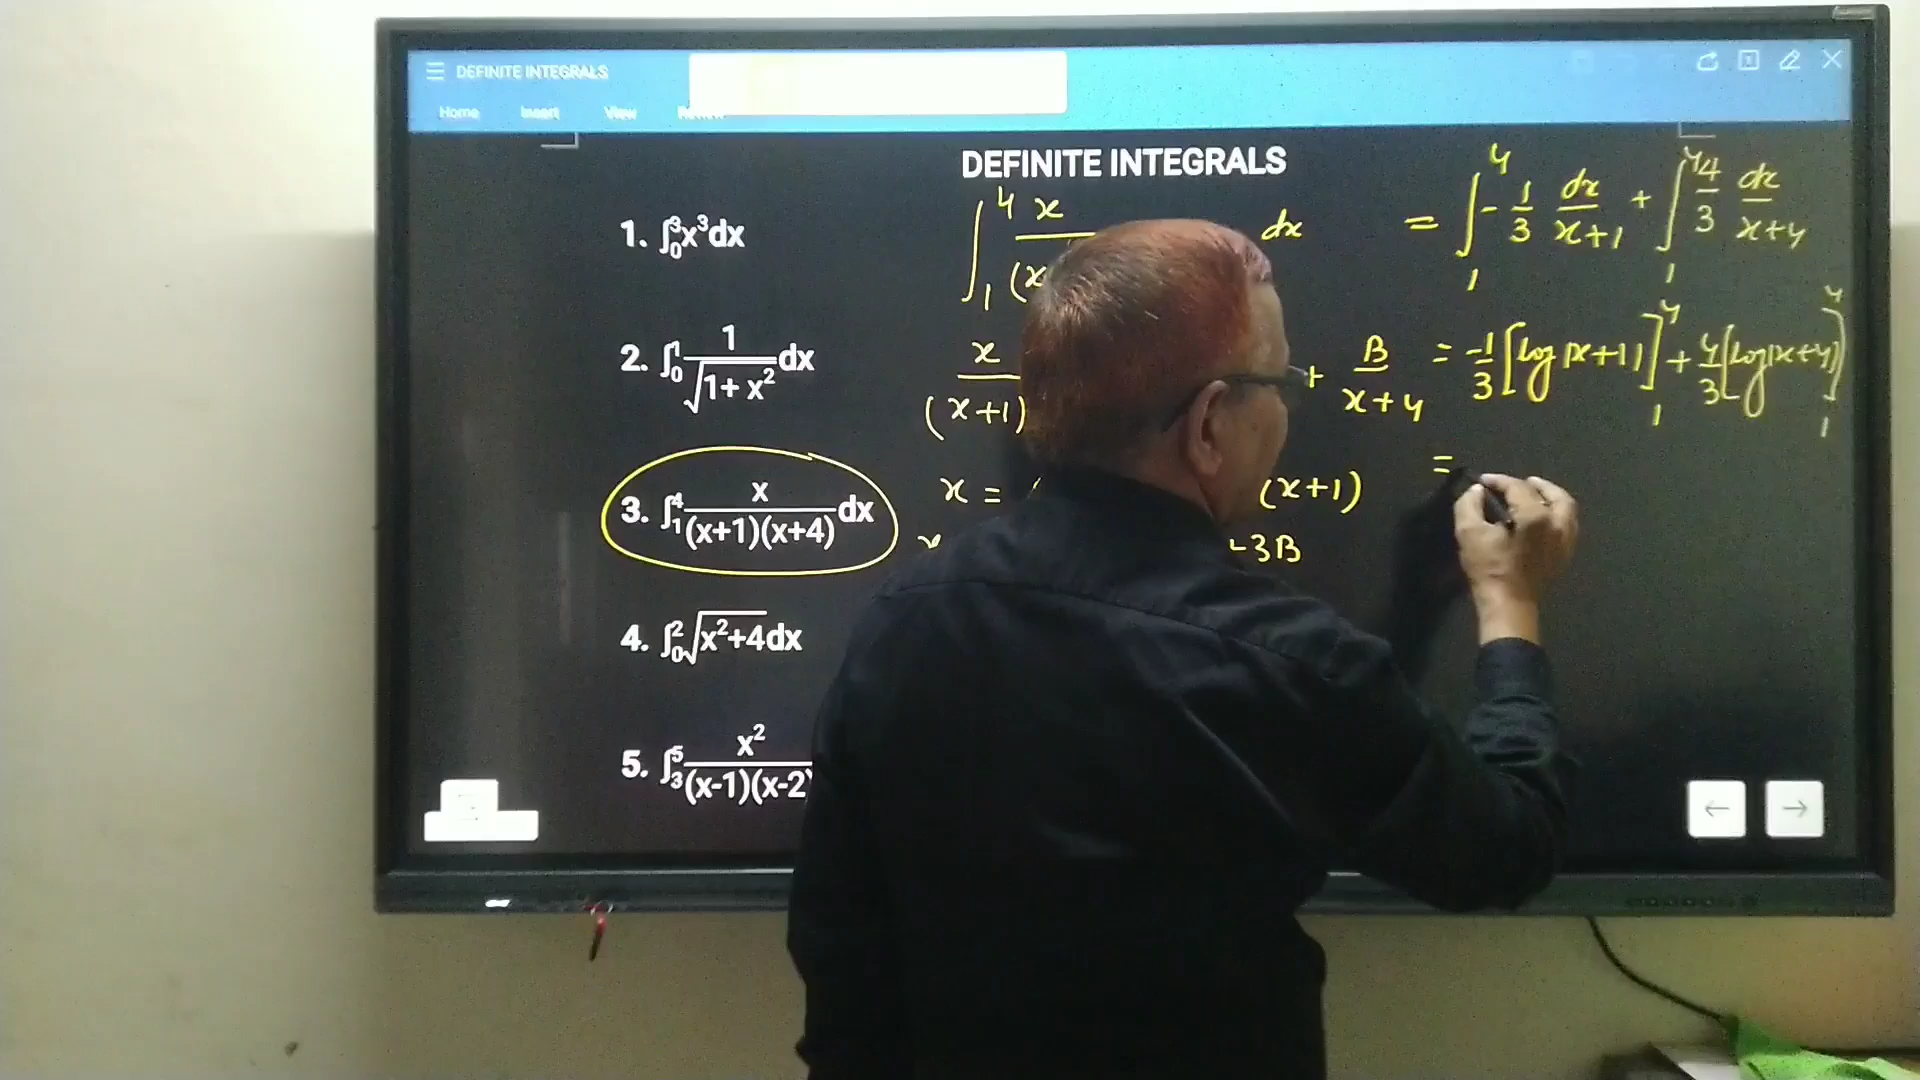 DEFINITE INTEGRALS
Home Insert View Review
DEFINITE INTEGRALS
1. ∫₀³x³dx
2. ∫₀¹ 1/√(1+x²) dx
3. ∫₁⁴ x/((x+1)(x+4)) dx
4. ∫₀²√(x²+4)dx
5. ∫₃⁵ x²/((x-1)(x-2)
∫₁⁴ x/(x dx
x/(x+1) + B/(x+4)
x = (x+1)
-3B
= ∫₁⁴ -1/3 dx/(x+1) + ∫₁⁴ 4/3 dx/(x+4)
= -1/3 [log|x+1|]₁⁴ + 4/3 [log|x+4|]₁⁴
=